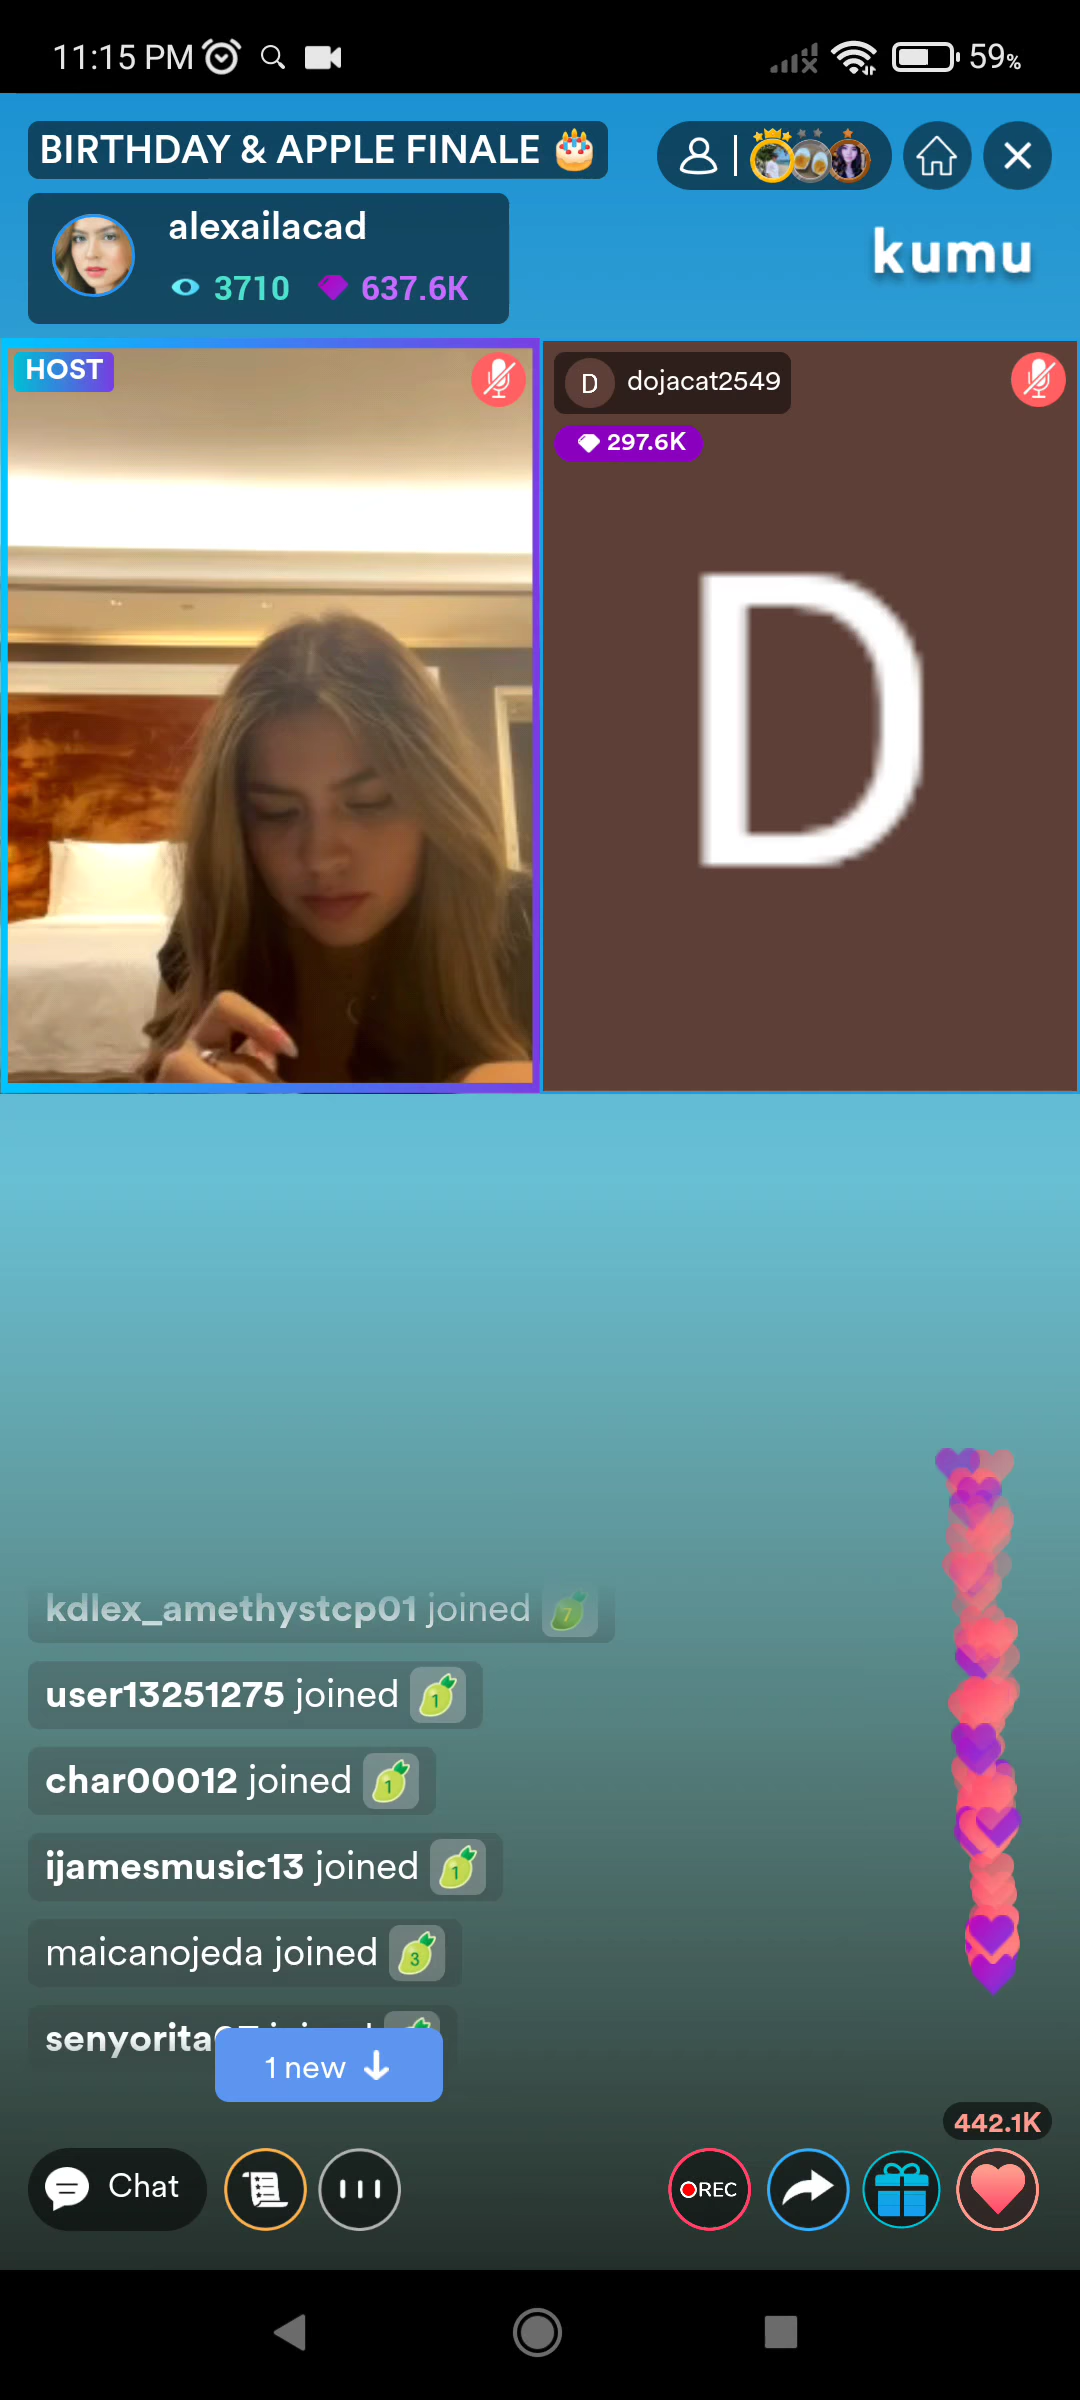 11:15 PM
59%
BIRTHDAY & APPLE FINALE 🎂
alexailacad
3710 637.6K
kumu
HOST
D dojacat2549
297.6K
D
kdlex_amethystcp01 joined 7
user13251275 joined 1
char00012 joined 1
ijamesmusic13 joined 1
maicanojeda joined 3
1 new
442.1K
Chat
REC